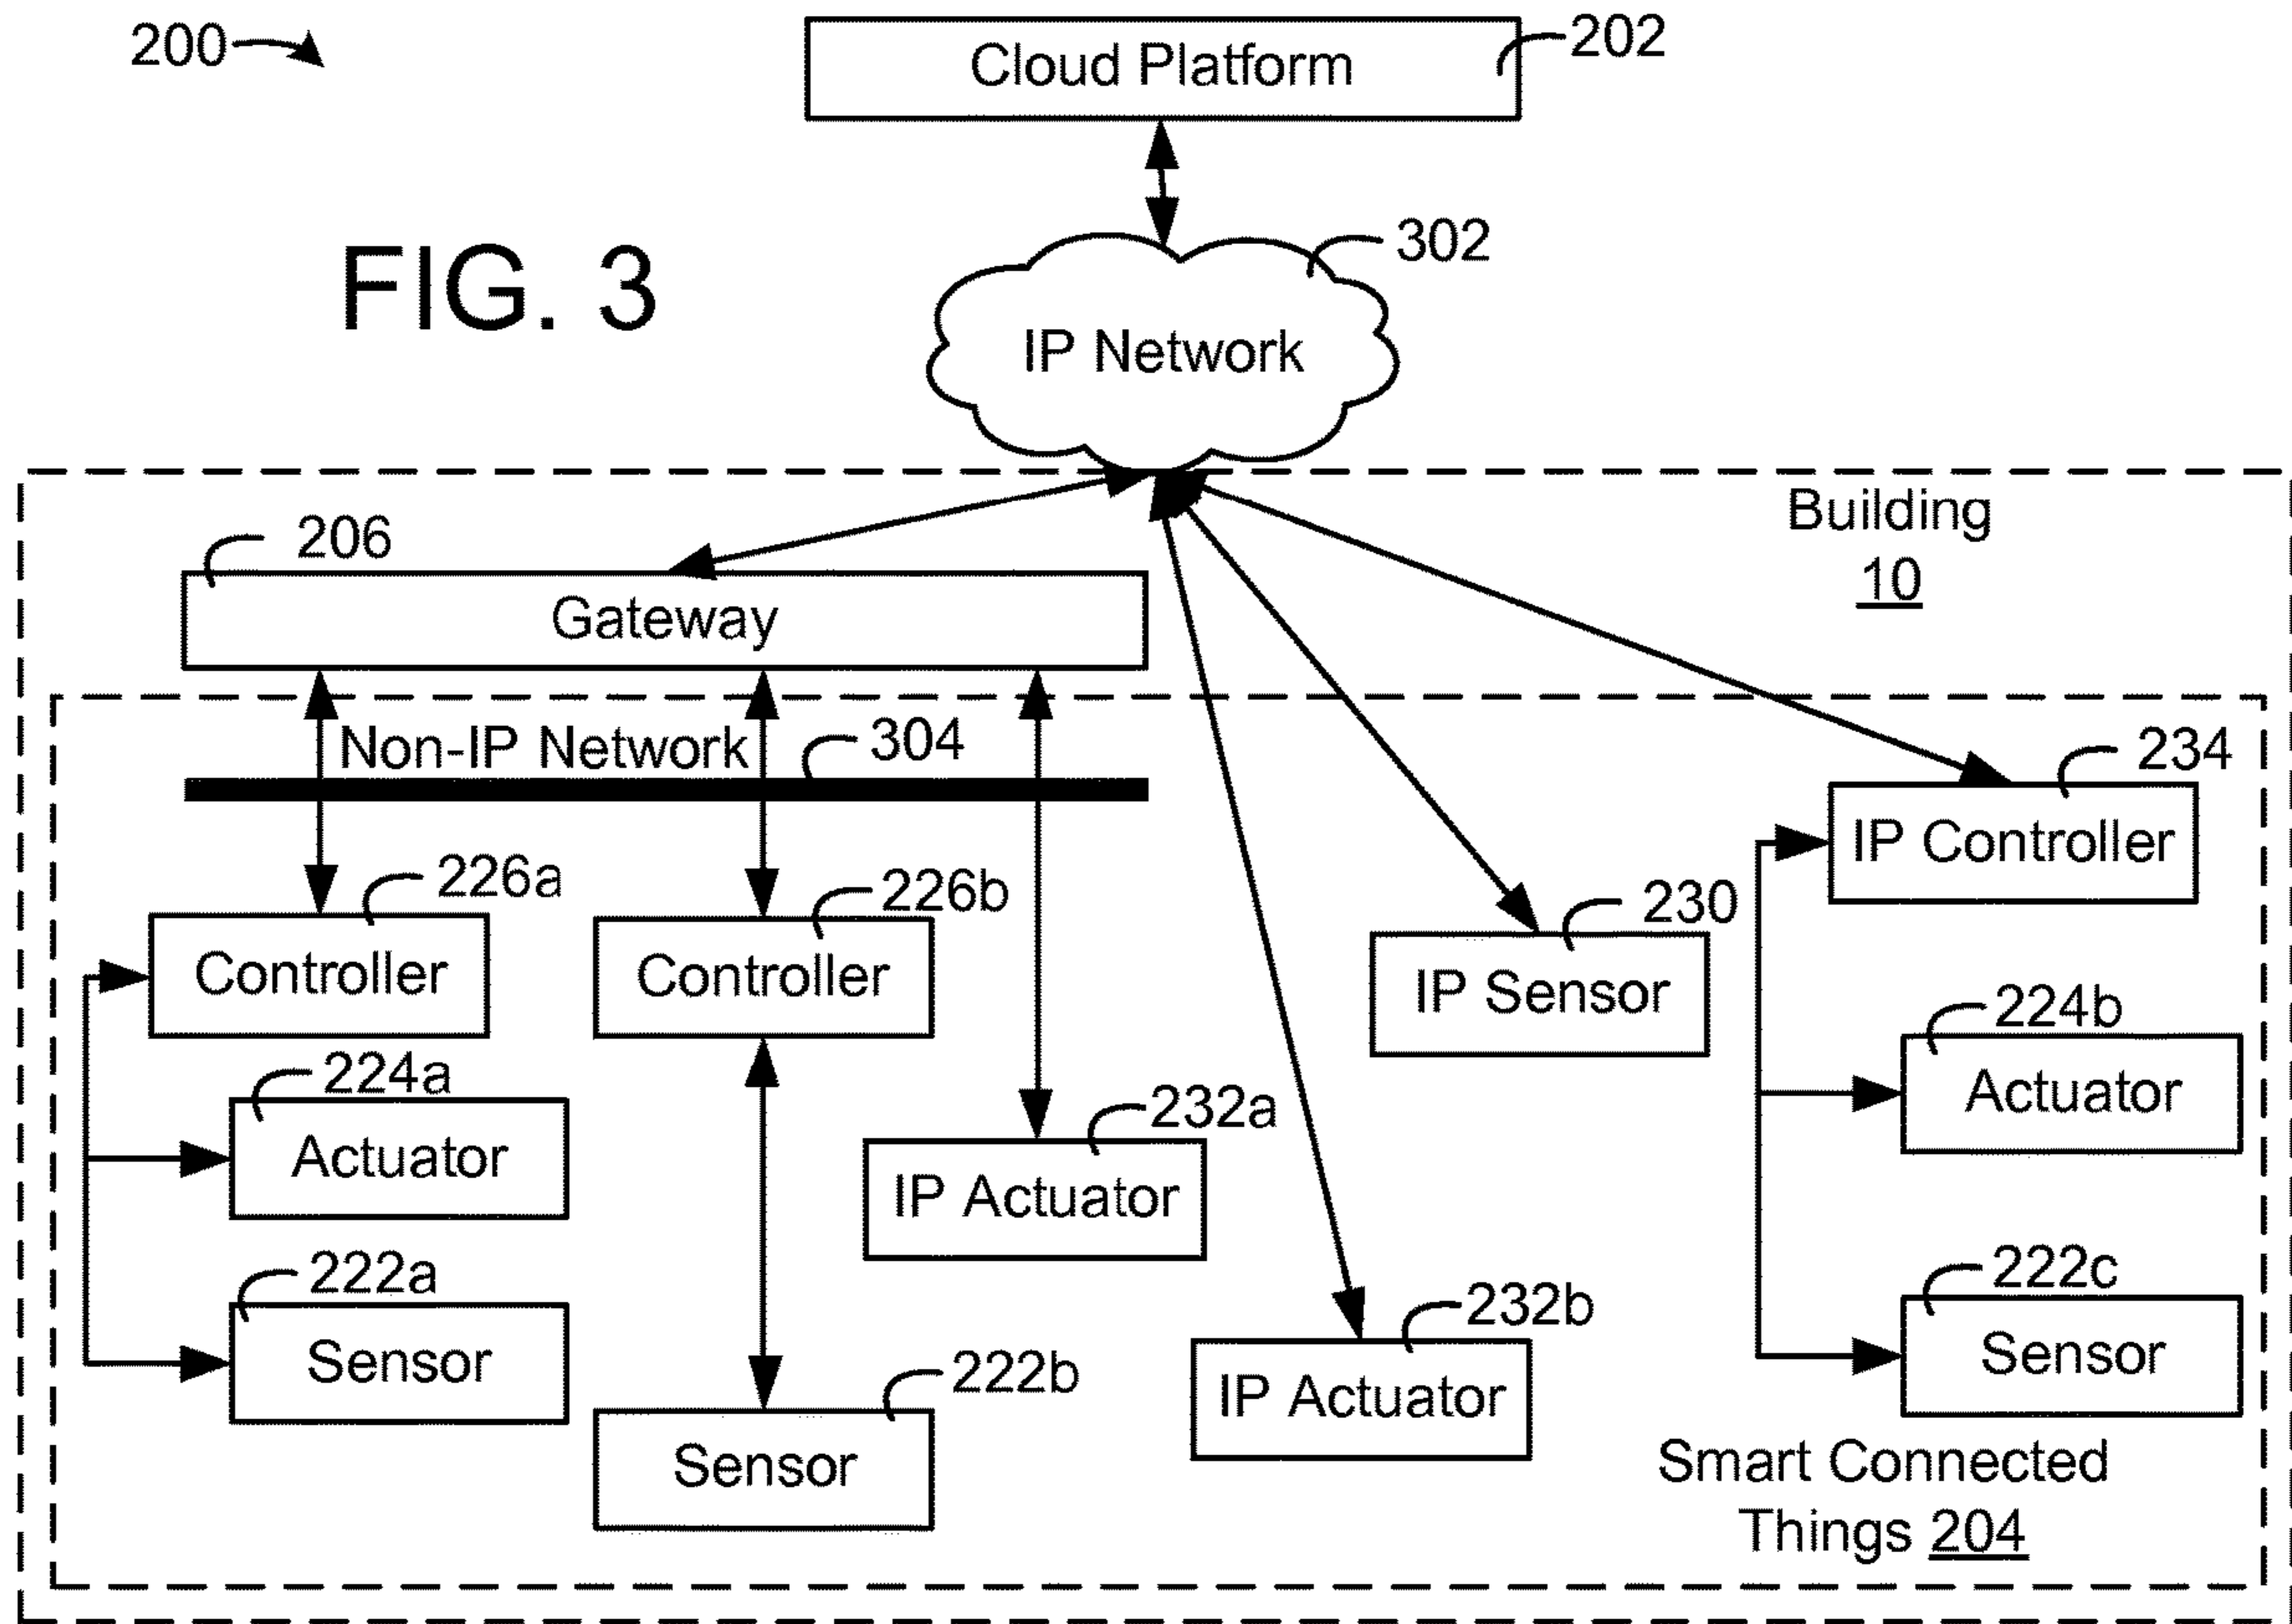 200
Cloud Platform
202
FIG. 3
302
IP Network
Building
10
206
Gateway
Non-IP Network
304
234
IP Controller
226a
Controller
226b
Controller
230
IP Sensor
224b
Actuator
224a
Actuator
232a
IP Actuator
222a
Sensor
222c
Sensor
232b
IP Actuator
222b
Sensor
Smart Connected
Things 204